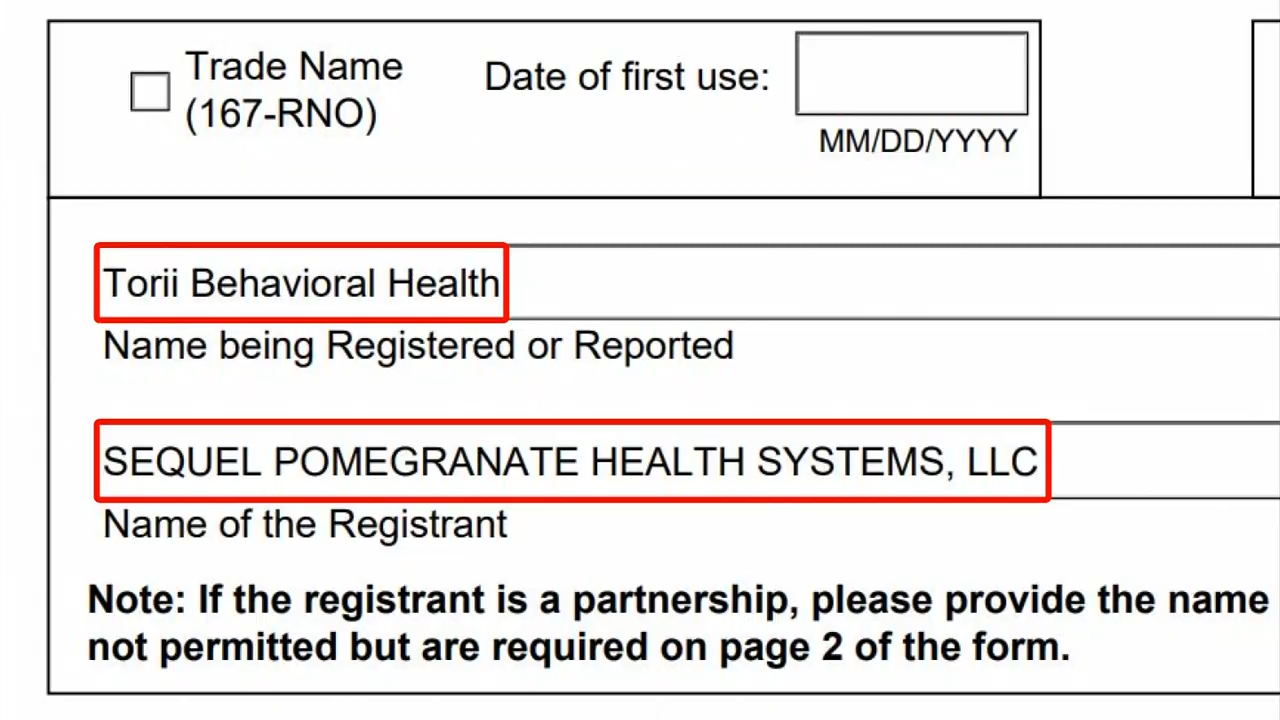 Trade Name
(167-RNO)
Date of first use:
MM/DD/YYYY
Torii Behavioral Health
Name being Registered or Reported
SEQUEL POMEGRANATE HEALTH SYSTEMS, LLC
Name of the Registrant
Note: If the registrant is a partnership, please provide the name
not permitted but are required on page 2 of the form.